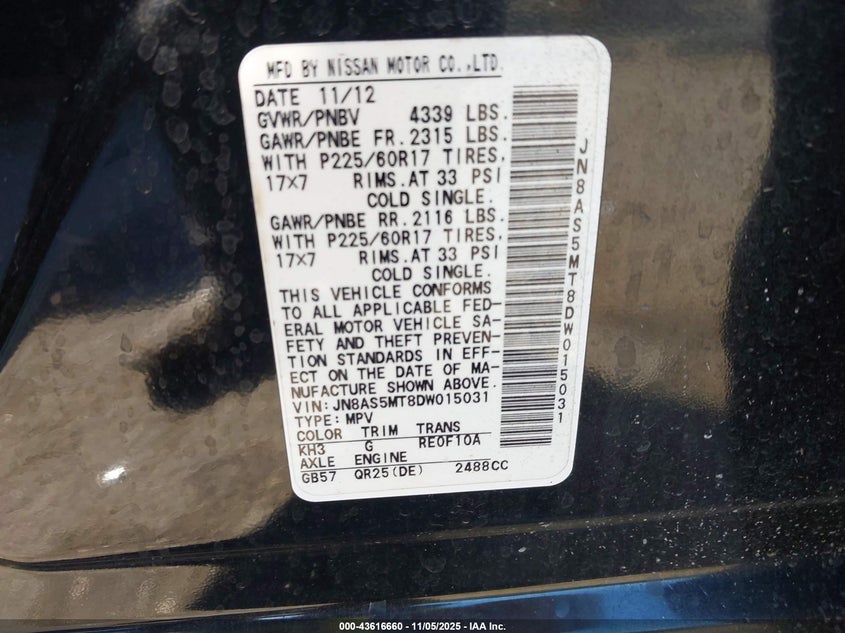 MFD BY NISSAN MOTOR CO.,LTD.
DATE 11/12
GVWR/PNBV 4339 LBS.
GAWR/PNBE FR. 2315 LBS.
WITH P225/60R17 TIRES,
17×7 RIMS.AT 33 PSI
COLD SINGLE.
GAWR/PNBE RR. 2116 LBS.
WITH P225/60R17 TIRES,
17×7 RIMS.AT 33 PSI
COLD SINGLE.
THIS VEHICLE CONFORMS
TO ALL APPLICABLE FED-
ERAL MOTOR VEHICLE SA-
FETY AND THEFT PREVEN-
TION STANDARDS IN EFF-
ECT ON THE DATE OF MA-
NUFACTURE SHOWN ABOVE.
VIN:JN8AS5MT8DW015031
TYPE:MPV
COLOR TRIM TRANS
KH3 G RE0F10A
AXLE ENGINE
GB57 QR25(DE) 2488CC
JN8AS5MT8DW015031
000-43616660 - 11/05/2025 - IAA Inc.